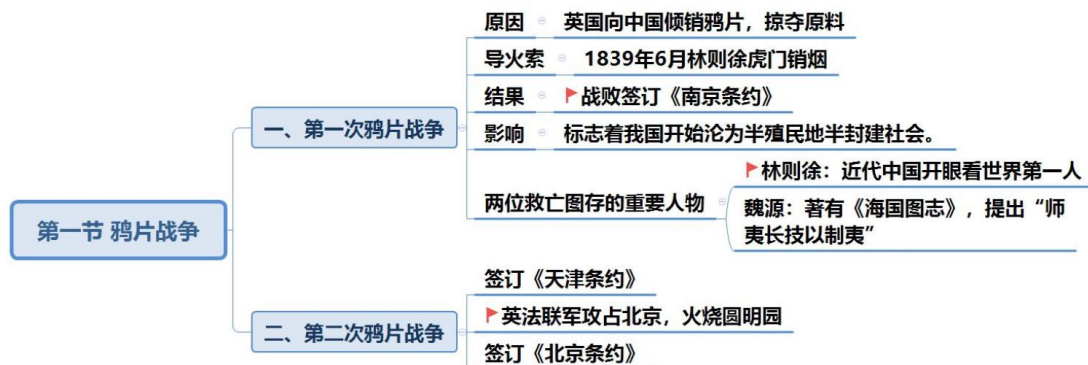 原因 英国向中国倾销鸦片，掠夺原料
导火索 1839年6月林则徐虎门销烟
结果 战败签订《南京条约》
一、第一次鸦片战争
影响 标志着我国开始沦为半殖民地半封建社会。
两位救亡图存的重要人物
林则徐：近代中国开眼看世界第一人
魏源：著有《海国图志》，提出“师
夷长技以制夷”
第一节 鸦片战争
签订《天津条约》
二、第二次鸦片战争
英法联军攻占北京，火烧圆明园
签订《北京条约》